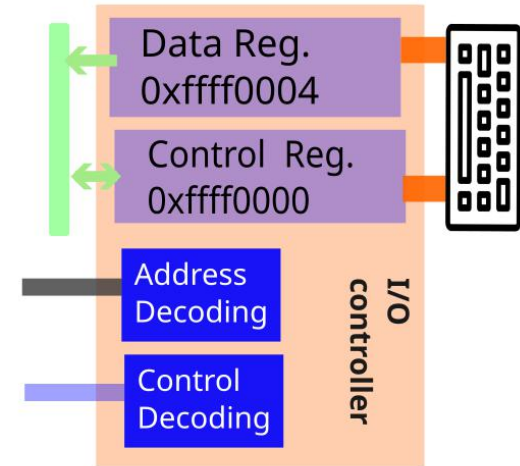 Data Reg.
0xffff0004
Control Reg.
0xffff0000
Address
Decoding
Control
Decoding
I/O
controller